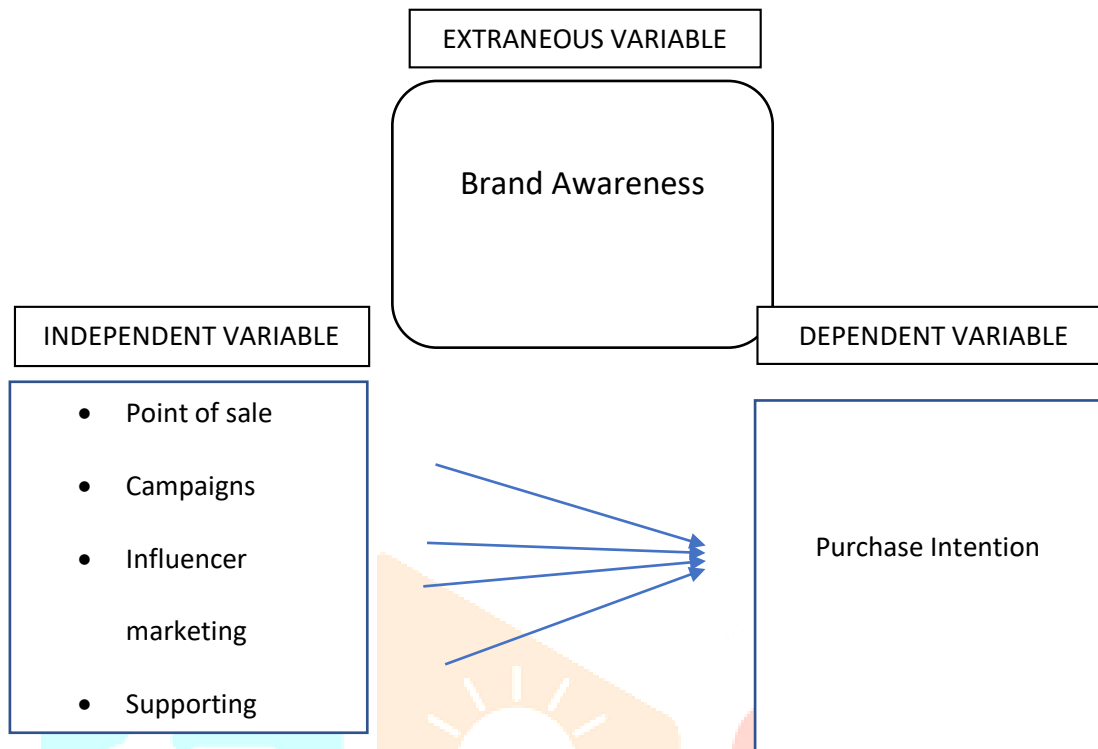 EXTRANEOUS VARIABLE
Brand Awareness
INDEPENDENT VARIABLE
• Point of sale
• Campaigns
• Influencer
marketing
• Supporting
DEPENDENT VARIABLE
Purchase Intention